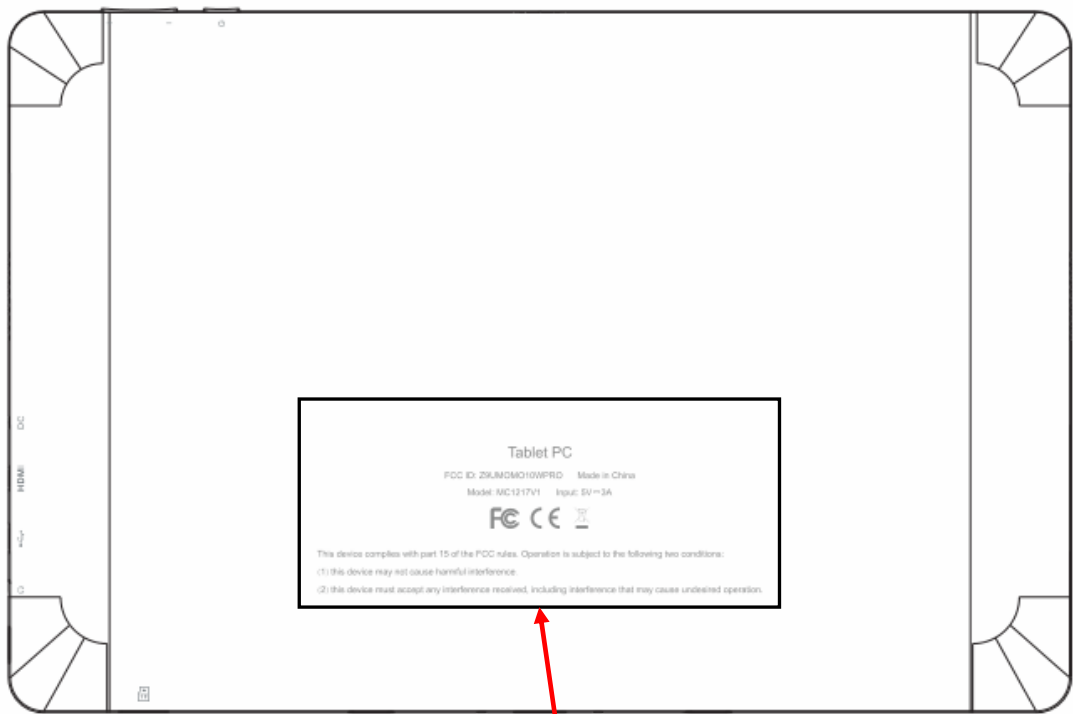 DC
HDMI
Tablet PC
FCC ID: Z9UMOMO10WPRO Made in China
Model: MC1217V1 Input: 5V⎓3A
FC CE
This device complies with part 15 of the FCC rules. Operation is subject to the following two conditions:
(1) this device may not cause harmful interference
(2) this device must accept any interference received, including interference that may cause undesired operation.